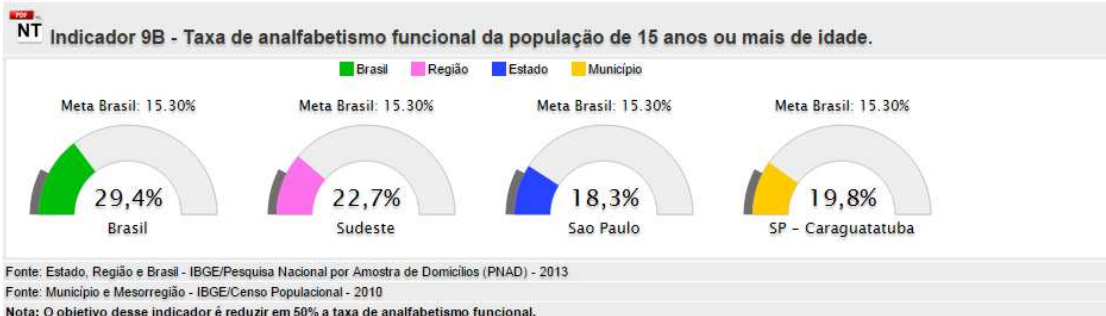 PDF
NT
Indicador 9B - Taxa de analfabetismo funcional da população de 15 anos ou mais de idade.
Brasil Região Estado Município
Meta Brasil: 15.30% Meta Brasil: 15.30% Meta Brasil: 15.30% Meta Brasil: 15.30%
29,4% 22,7% 18,3% 19,8%
Brasil Sudeste Sao Paulo SP - Caraguatatuba
Fonte: Estado, Região e Brasil - IBGE/Pesquisa Nacional por Amostra de Domicílios (PNAD) - 2013
Fonte: Município e Mesorregião - IBGE/Censo Populacional - 2010
Nota: O objetivo desse indicador é reduzir em 50% a taxa de analfabetismo funcional.